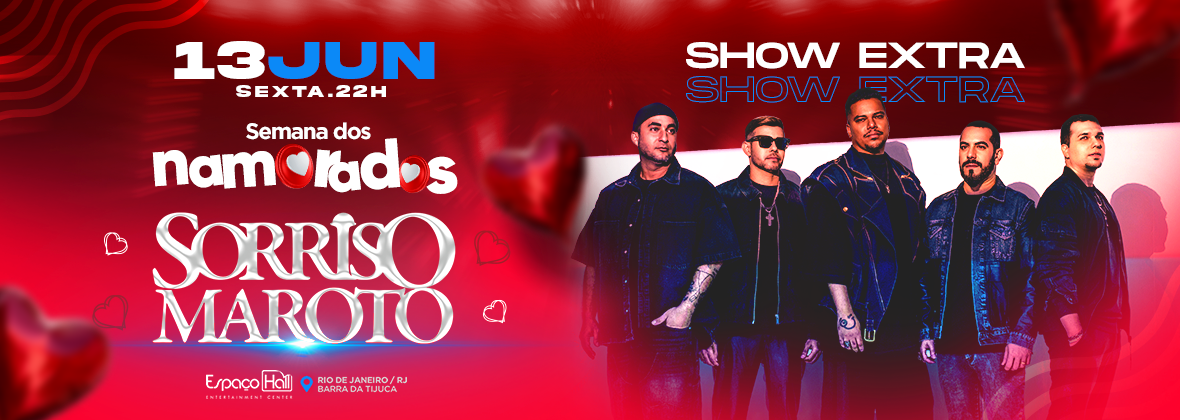 13JUN
SEXTA.22H
Semana dos
namorados
SORRISO
MAROTO
Espaço Hall
ENTERTAINMENT CENTER
RIO DE JANEIRO / RJ
BARRA DA TIJUCA
SHOW EXTRA
SHOW EXTRA